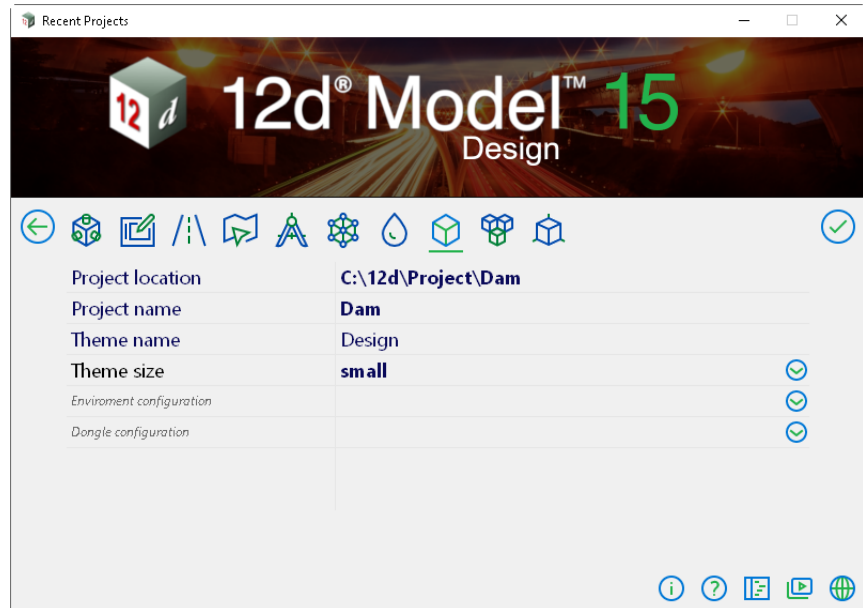 12d Recent Projects
12 d 12d® Model™ 15
Design
Project location C:\12d\Project\Dam
Project name Dam
Theme name Design
Theme size small
Enviroment configuration
Dongle configuration